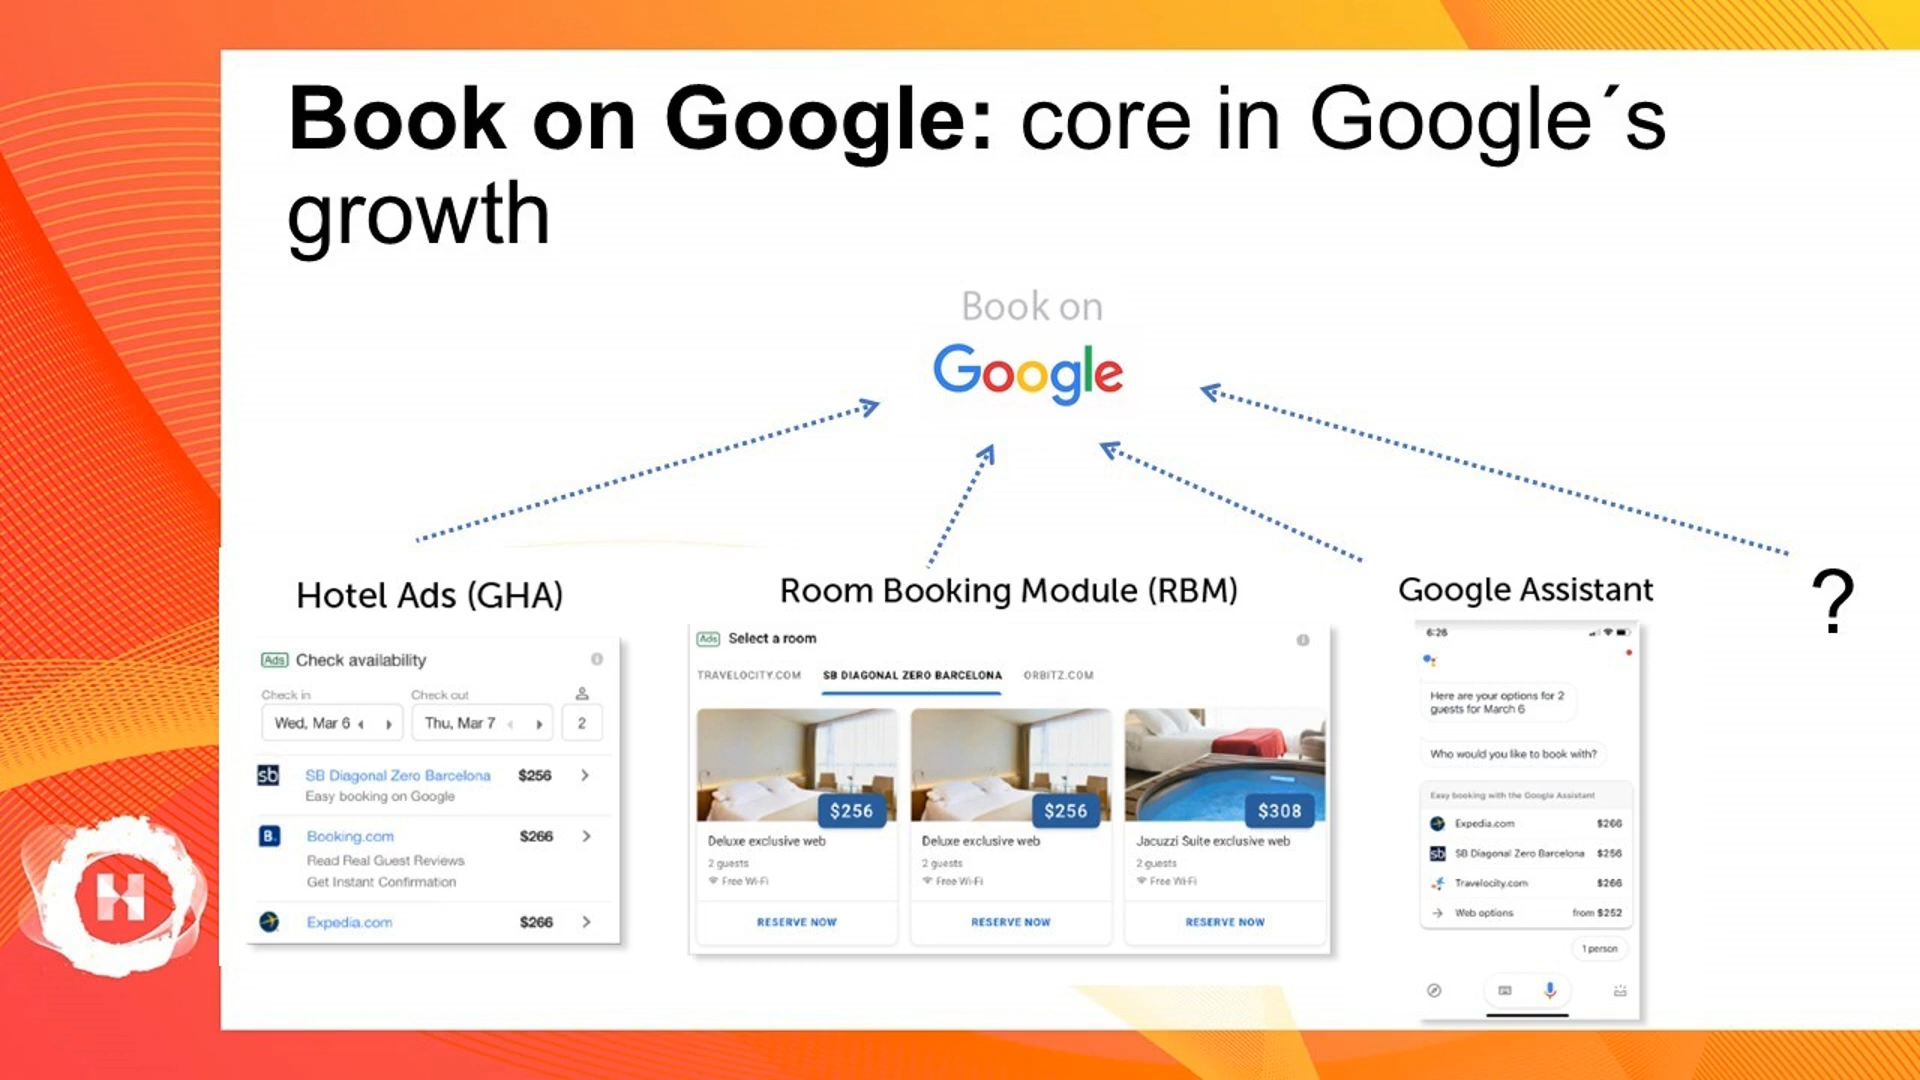 Book on Google: core in Google´s
growth
Book on
Google
Hotel Ads (GHA)
Ads Check availability
Check in Check out
Wed, Mar 6 Thu, Mar 7 2
sb SB Diagonal Zero Barcelona $256
Easy booking on Google
B. Booking.com $266
Read Real Guest Reviews
Get Instant Confirmation
Expedia.com $266
Room Booking Module (RBM)
Ads Select a room
TRAVELOCITY.COM SB DIAGONAL ZERO BARCELONA ORBITZ.COM
$256 $256 $308
Deluxe exclusive web Deluxe exclusive web Jacuzzi Suite exclusive web
2 guests 2 guests 2 guests
Free Wi-Fi Free Wi-Fi Free Wi-Fi
RESERVE NOW RESERVE NOW RESERVE NOW
Google Assistant
6:26
Here are your options for 2
guests for March 6
Who would you like to book with?
Easy booking with the Google Assistant
Expedia.com $266
sb SB Diagonal Zero Barcelona $256
Travelocity.com $266
Web options from $252
1 person
?
H